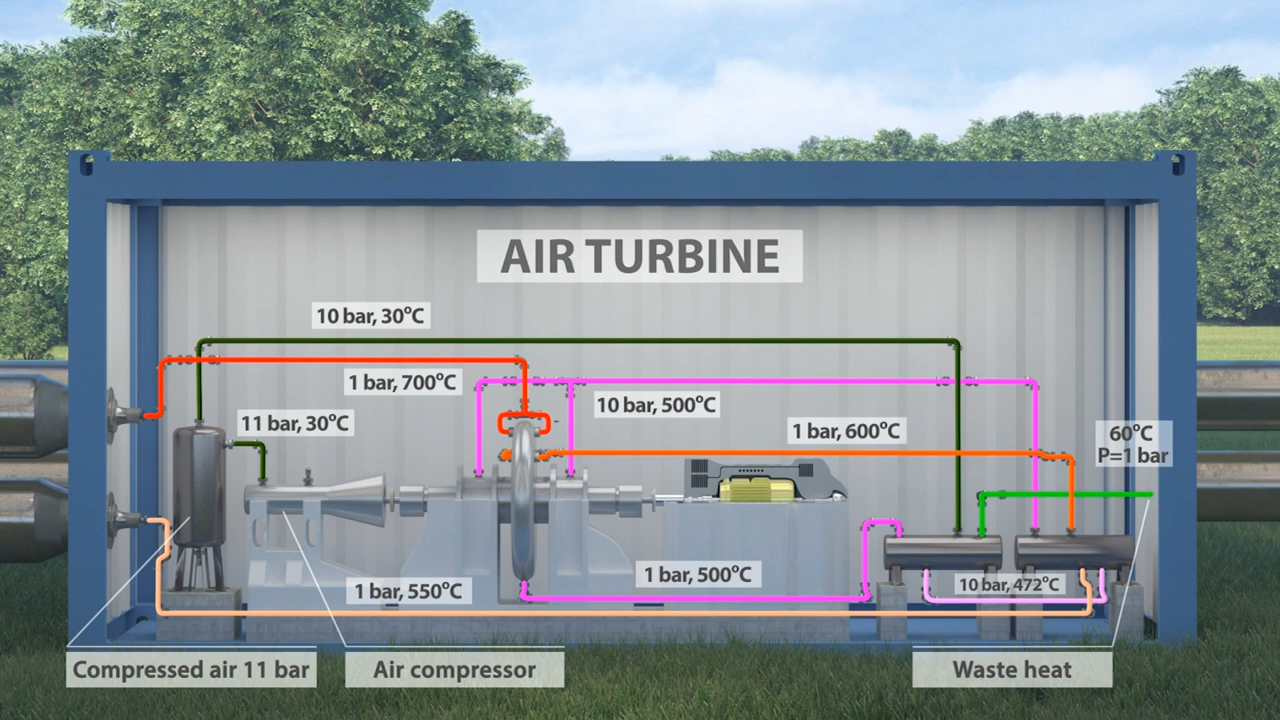 AIR TURBINE
10 bar, 30°C
1 bar, 700°C
10 bar, 500°C
11 bar, 30°C
1 bar, 600°C
60°C
P=1 bar
1 bar, 500°C
10 bar, 472°C
1 bar, 550°C
Compressed air 11 bar
Air compressor
Waste heat